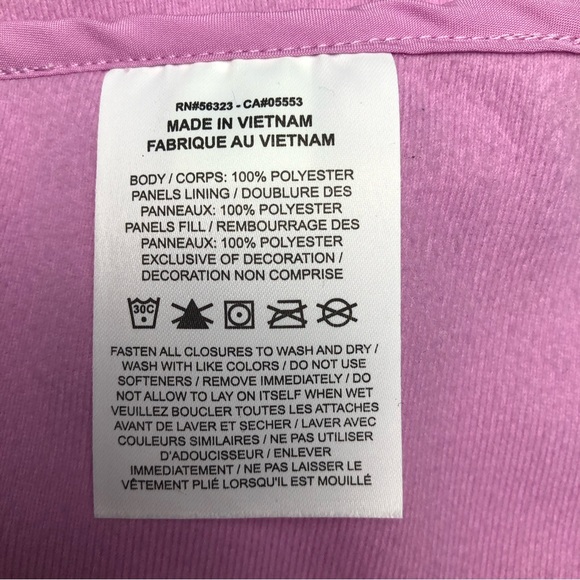 RN#56323 - CA#05553
MADE IN VIETNAM
FABRIQUE AU VIETNAM
BODY / CORPS: 100% POLYESTER
PANELS LINING / DOUBLURE DES
PANNEAUX: 100% POLYESTER
PANELS FILL / REMBOURRAGE DES
PANNEAUX: 100% POLYESTER
EXCLUSIVE OF DECORATION /
DECORATION NON COMPRISE
30C
FASTEN ALL CLOSURES TO WASH AND DRY /
WASH WITH LIKE COLORS / DO NOT USE
SOFTENERS / REMOVE IMMEDIATELY / DO
NOT ALLOW TO LAY ON ITSELF WHEN WET
VEUILLEZ BOUCLER TOUTES LES ATTACHES
AVANT DE LAVER ET SECHER / LAVER AVEC
COULEURS SIMILAIRES / NE PAS UTILISER
D'ADOUCISSEUR / ENLEVER
IMMÉDIATEMENT / NE PAS LAISSER LE
VÊTEMENT PLIÉ LORSQU'IL EST MOUILLÉ